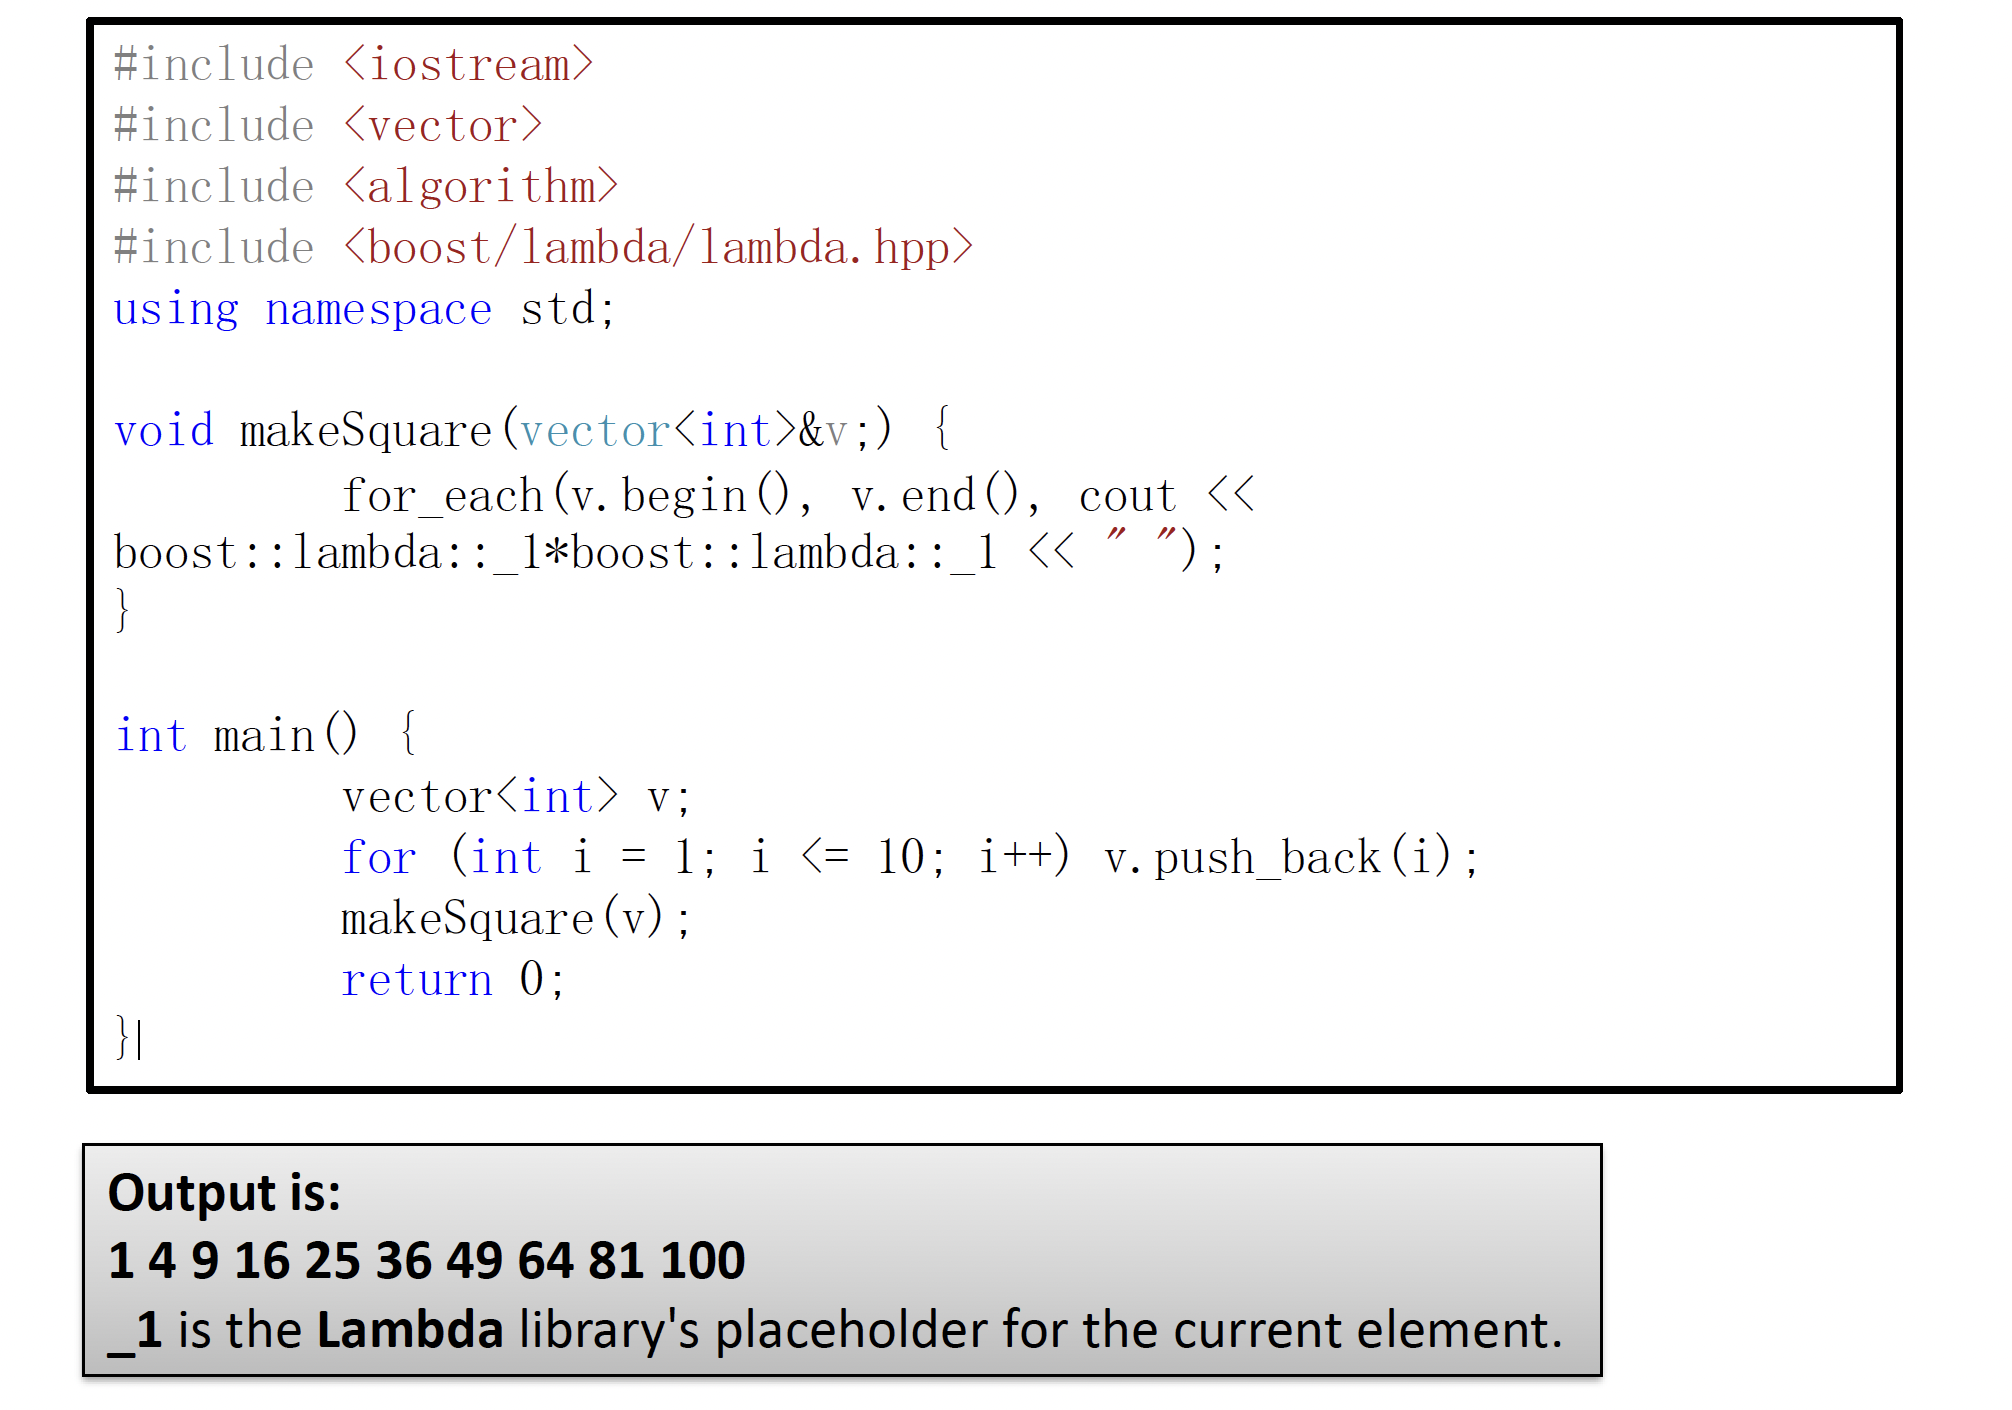 #include <iostream>
#include <vector>
#include <algorithm>
#include <boost/lambda/lambda.hpp>
using namespace std;
void makeSquare(vector<int>&v;) {
for_each(v.begin(), v.end(), cout <<
boost::lambda::_1*boost::lambda::_1 << " ");
}
int main() {
vector<int> v;
for (int i = 1; i <= 10; i++) v.push_back(i);
makeSquare(v);
return 0;
}
Output is:
1 4 9 16 25 36 49 64 81 100
_1 is the Lambda library's placeholder for the current element.